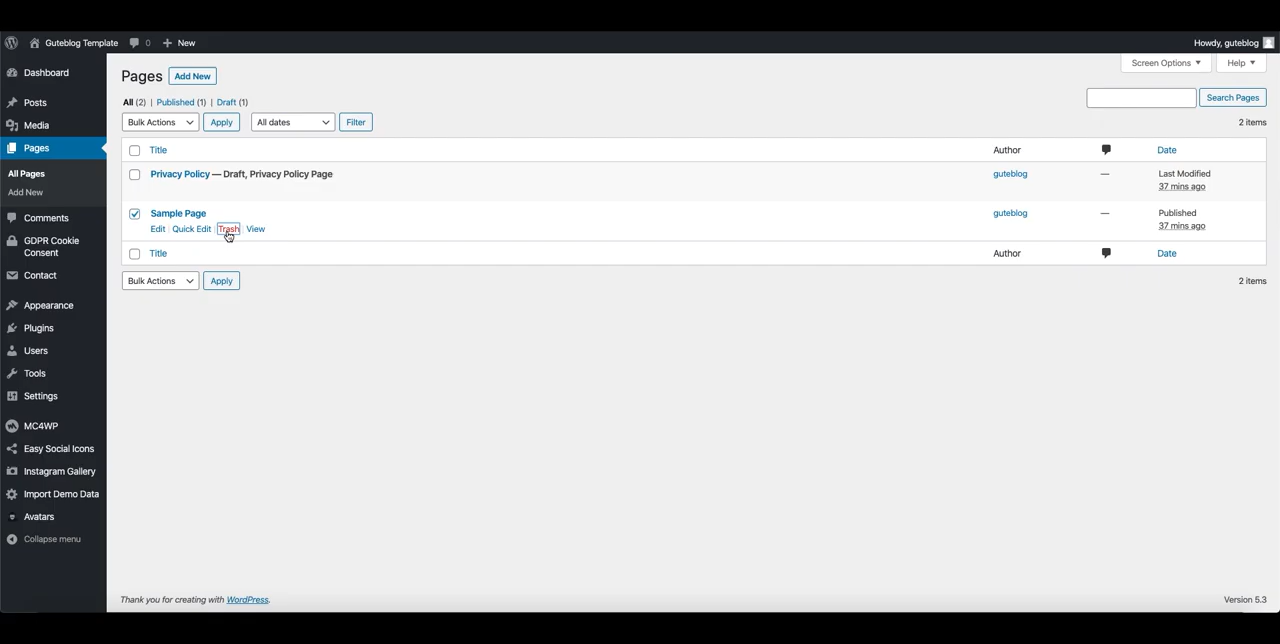 Guteblog Template 0 New Howdy, guteblog
Dashboard
Posts
Media
Pages
All Pages
Add New
Comments
GDPR Cookie
Consent
Contact
Appearance
Plugins
Users
Tools
Settings
MC4WP
Easy Social Icons
Instagram Gallery
Import Demo Data
Avatars
Collapse menu
Screen Options Help
Pages Add New
All (2) | Published (1) | Draft (1)
Search Pages
Bulk Actions Apply All dates Filter 2 items
Title Author Date
Privacy Policy — Draft, Privacy Policy Page guteblog — Last Modified
37 mins ago
Sample Page guteblog — Published
Edit | Quick Edit | Trash | View 37 mins ago
Title Author Date
Bulk Actions Apply 2 items
Thank you for creating with WordPress. Version 5.3